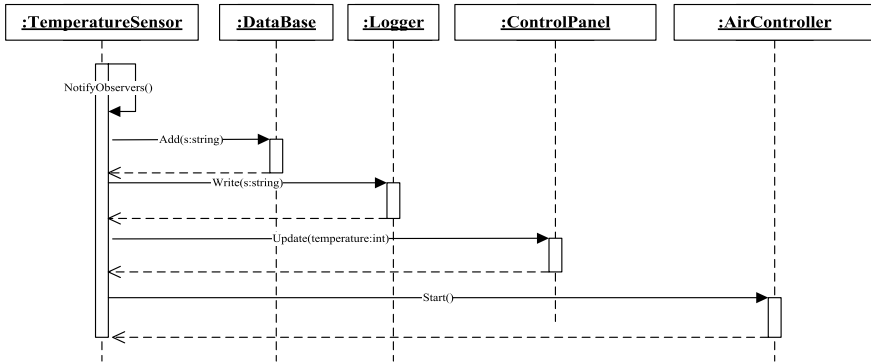 :TemperatureSensor
:DataBase
:Logger
:ControlPanel
:AirController
NotifyObservers()
Add(s:string)
Write(s:string)
Update(temperature:int)
Start()